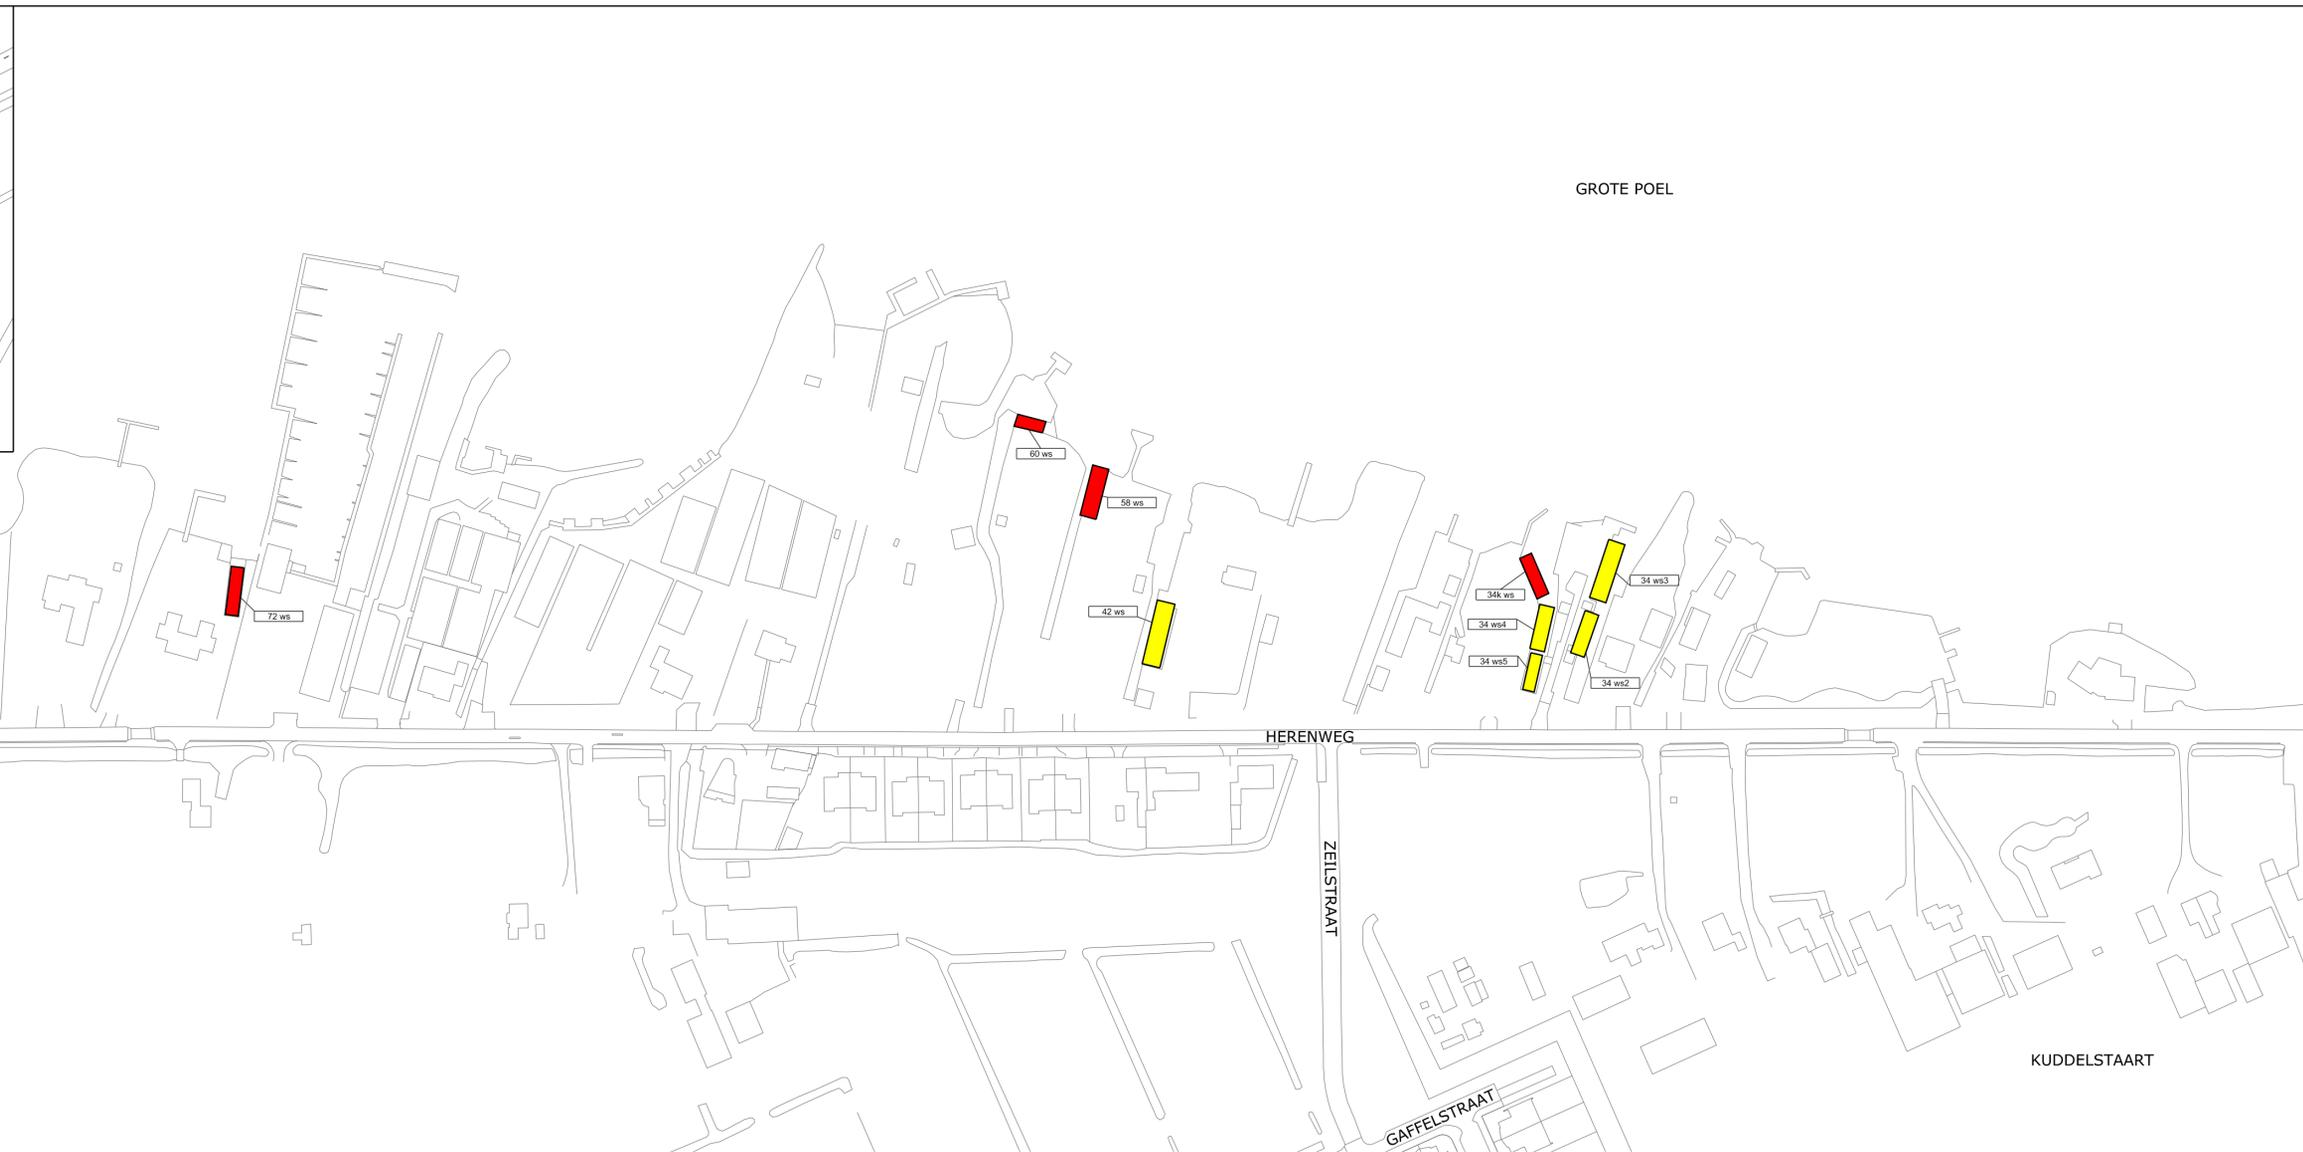 GROTE POEL
60 ws
58 ws
34 ws3
34k ws
42 ws
72 ws
34 ws4
34 ws5
34 ws2
HERENWEG
ZEILSTRAAT
KUDDELSTAART
GAFFELSTRAAT